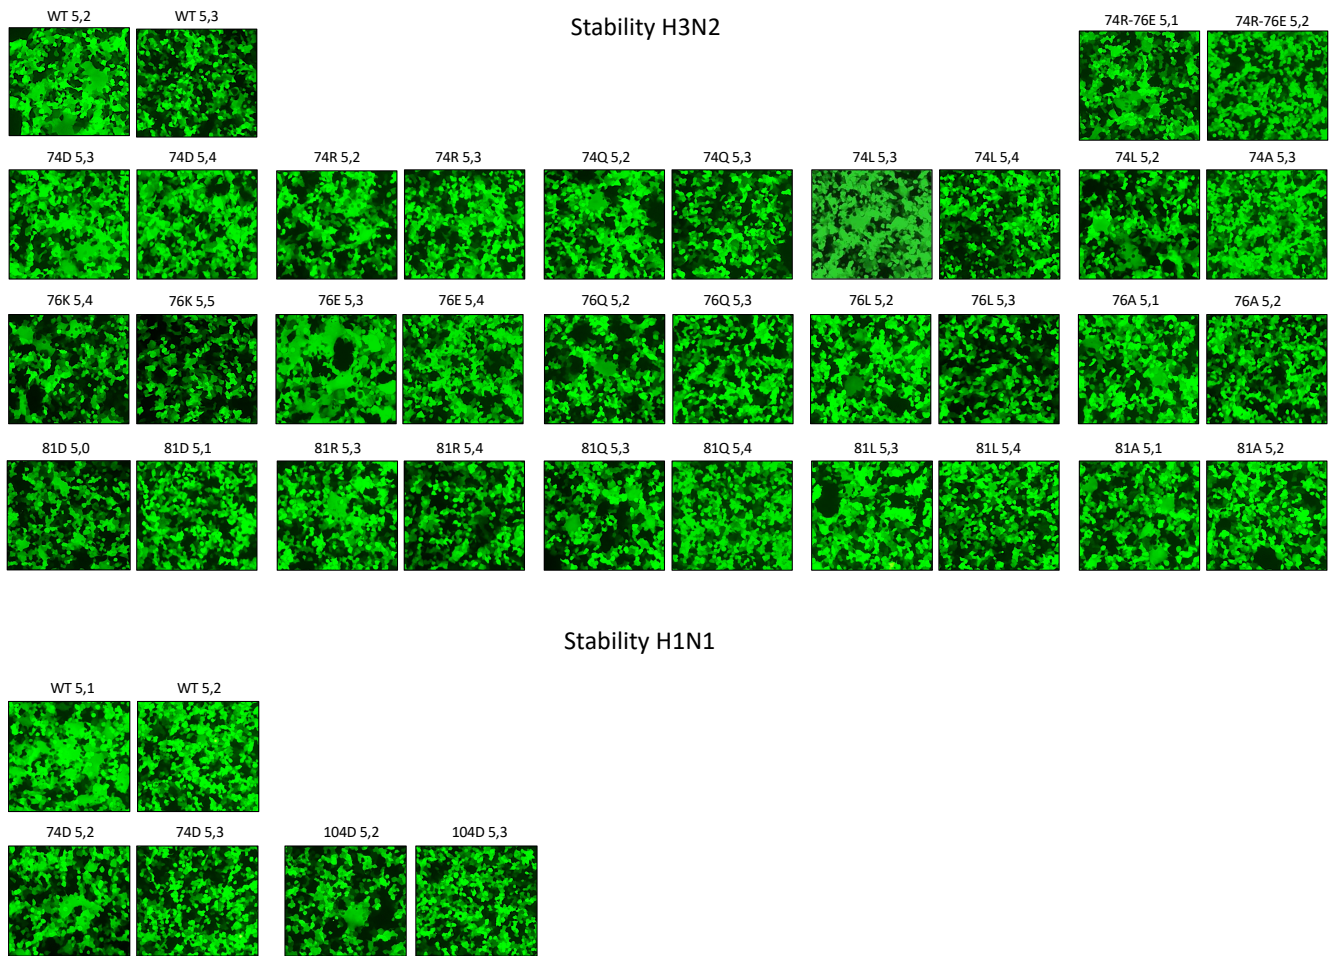 Stability H3N2
WT 5,2 WT 5,3 74R-76E 5,1 74R-76E 5,2
74D 5,3 74D 5,4 74R 5,2 74R 5,3 74Q 5,2 74Q 5,3 74L 5,3 74L 5,4 74L 5,2 74A 5,3
76K 5,4 76K 5,5 76E 5,3 76E 5,4 76Q 5,2 76Q 5,3 76L 5,2 76L 5,3 76A 5,1 76A 5,2
81D 5,0 81D 5,1 81R 5,3 81R 5,4 81Q 5,3 81Q 5,4 81L 5,3 81L 5,4 81A 5,1 81A 5,2
Stability H1N1
WT 5,1 WT 5,2
74D 5,2 74D 5,3 104D 5,2 104D 5,3